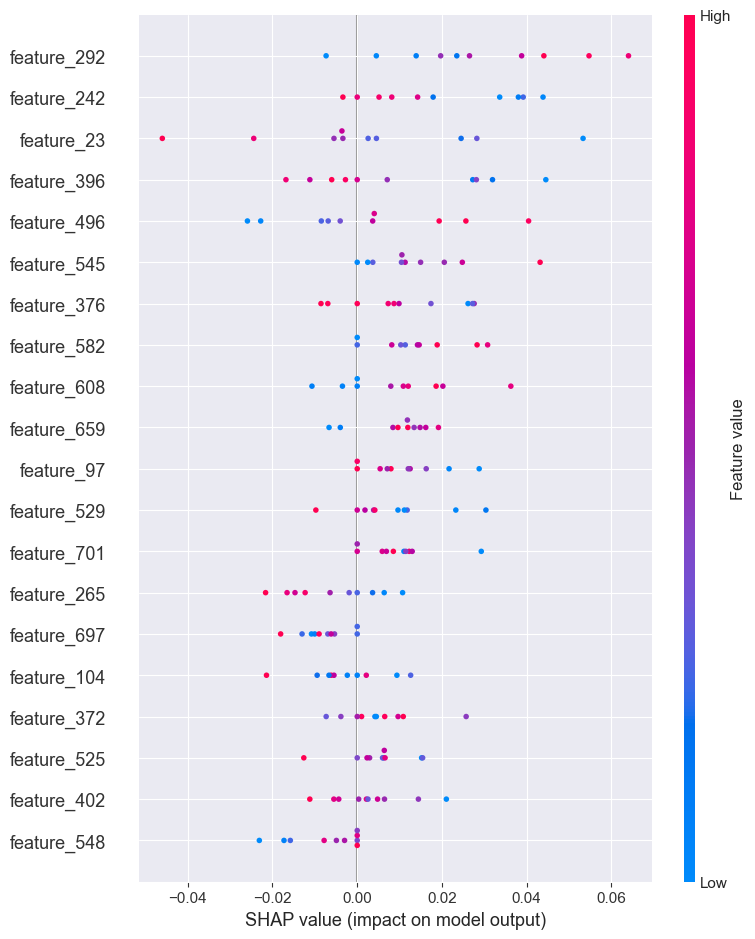 High
feature_292
feature_242
feature_23
feature_396
feature_496
feature_545
feature_376
feature_582
feature_608
feature_659
feature_97
feature_529
feature_701
feature_265
feature_697
feature_104
feature_372
feature_525
feature_402
feature_548
Feature value
Low
−0.04 −0.02 0.00 0.02 0.04 0.06
SHAP value (impact on model output)